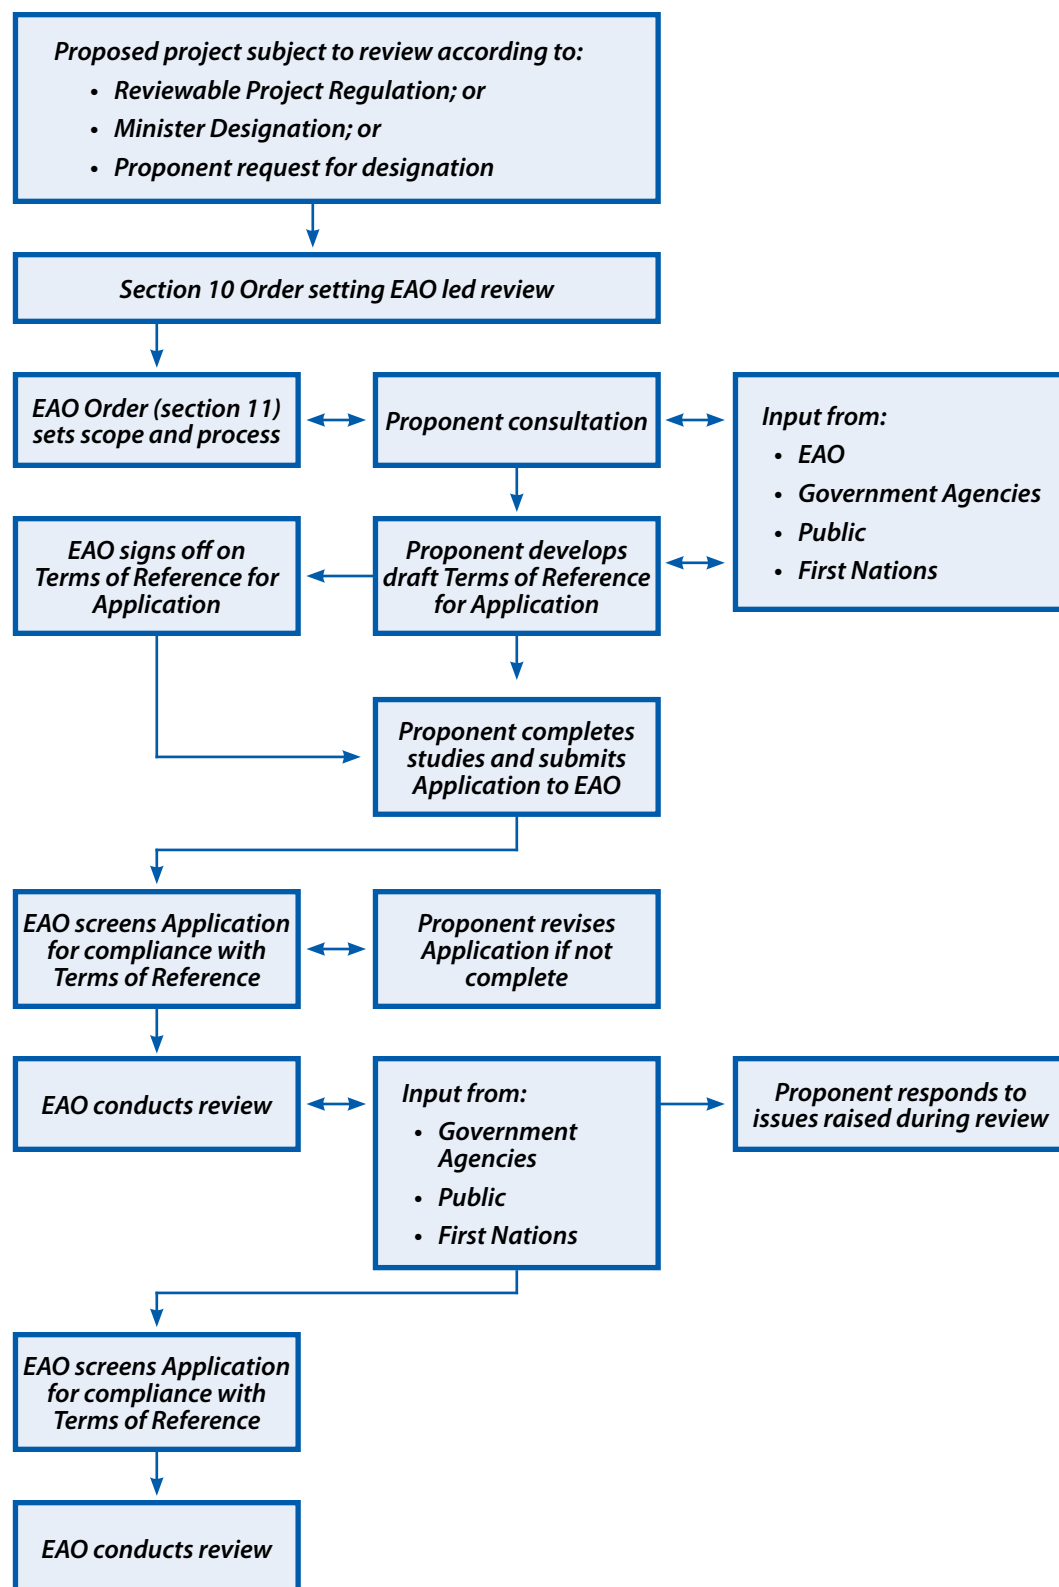 Proposed project subject to review according to:
• Reviewable Project Regulation; or
• Minister Designation; or
• Proponent request for designation
Section 10 Order setting EAO led review
EAO Order (section 11)
sets scope and process
Proponent consultation
Input from:
• EAO
• Government Agencies
• Public
• First Nations
EAO signs off on
Terms of Reference for
Application
Proponent develops
draft Terms of Reference
for Application
Proponent completes
studies and submits
Application to EAO
EAO screens Application
for compliance with
Terms of Reference
Proponent revises
Application if not
complete
EAO conducts review
Input from:
• Government
Agencies
• Public
• First Nations
Proponent responds to
issues raised during review
EAO screens Application
for compliance with
Terms of Reference
EAO conducts review